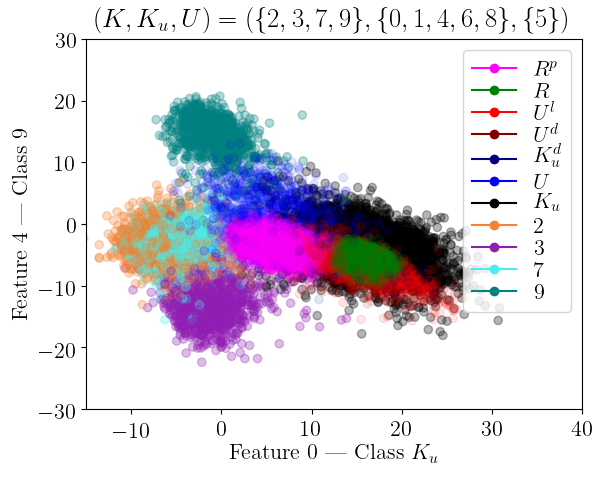 (K, K_u, U) = ({2, 3, 7, 9}, {0, 1, 4, 6, 8}, {5})
30
20
10
0
−10
−20
−30
Feature 4 — Class 9
R^p
R
U^l
U^d
K_u^d
U
K_u
2
3
7
9
−10
0
10
20
30
40
Feature 0 — Class K_u